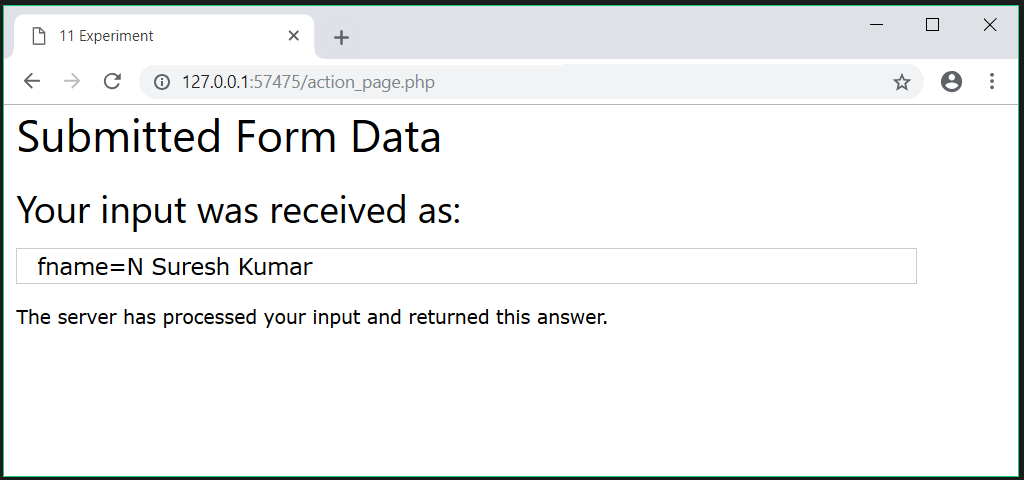 11 Experiment
127.0.0.1:57475/action_page.php
Submitted Form Data
Your input was received as:
fname=N Suresh Kumar
The server has processed your input and returned this answer.